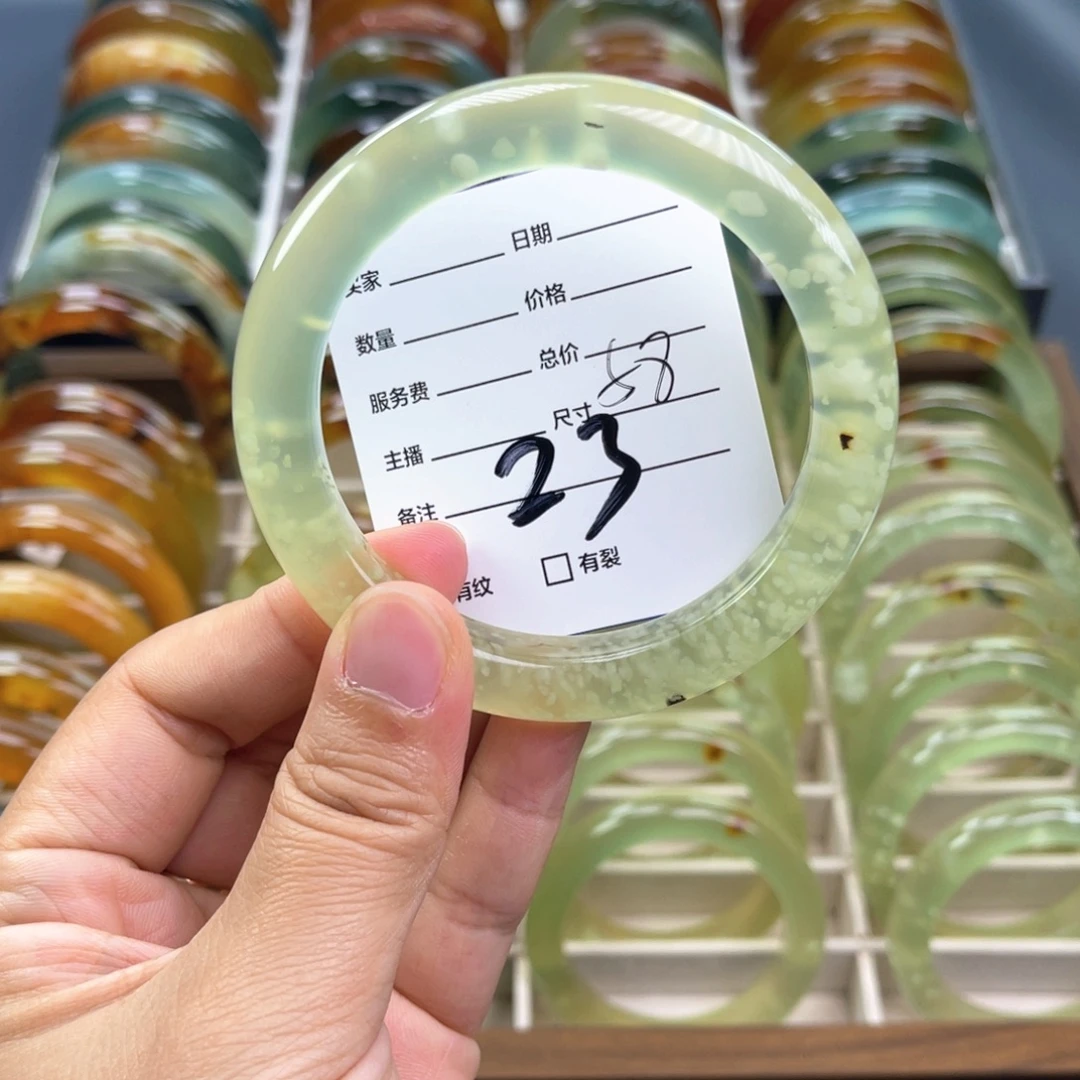 家 日期
数量 价格
服务费 总价
主播 尺寸 58
备注 23
有纹 有裂